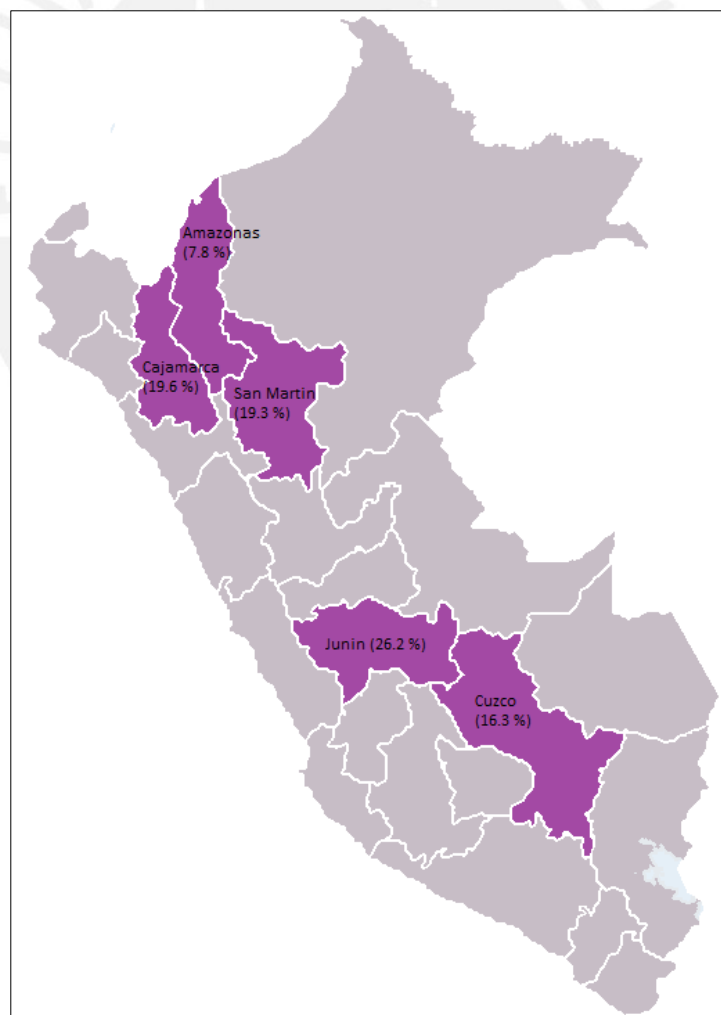 Amazonas
(7.8 %)
Cajamarca
(19.6 %)
San Martin
(19.3 %)
Junin (26.2 %)
Cuzco
(16.3 %)